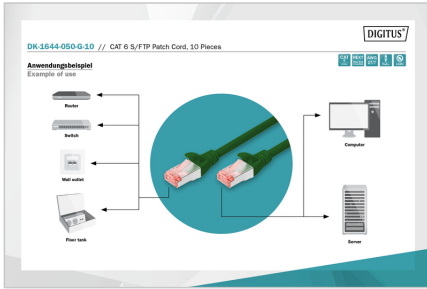 DIGITUS®
DK-1644-050-G-10 // CAT 6 S/FTP Patch Cord, 10 Pieces
Anwendungsbeispiel
Example of use
Router
Switch
Wall outlet
Floor tank
Computer
Server